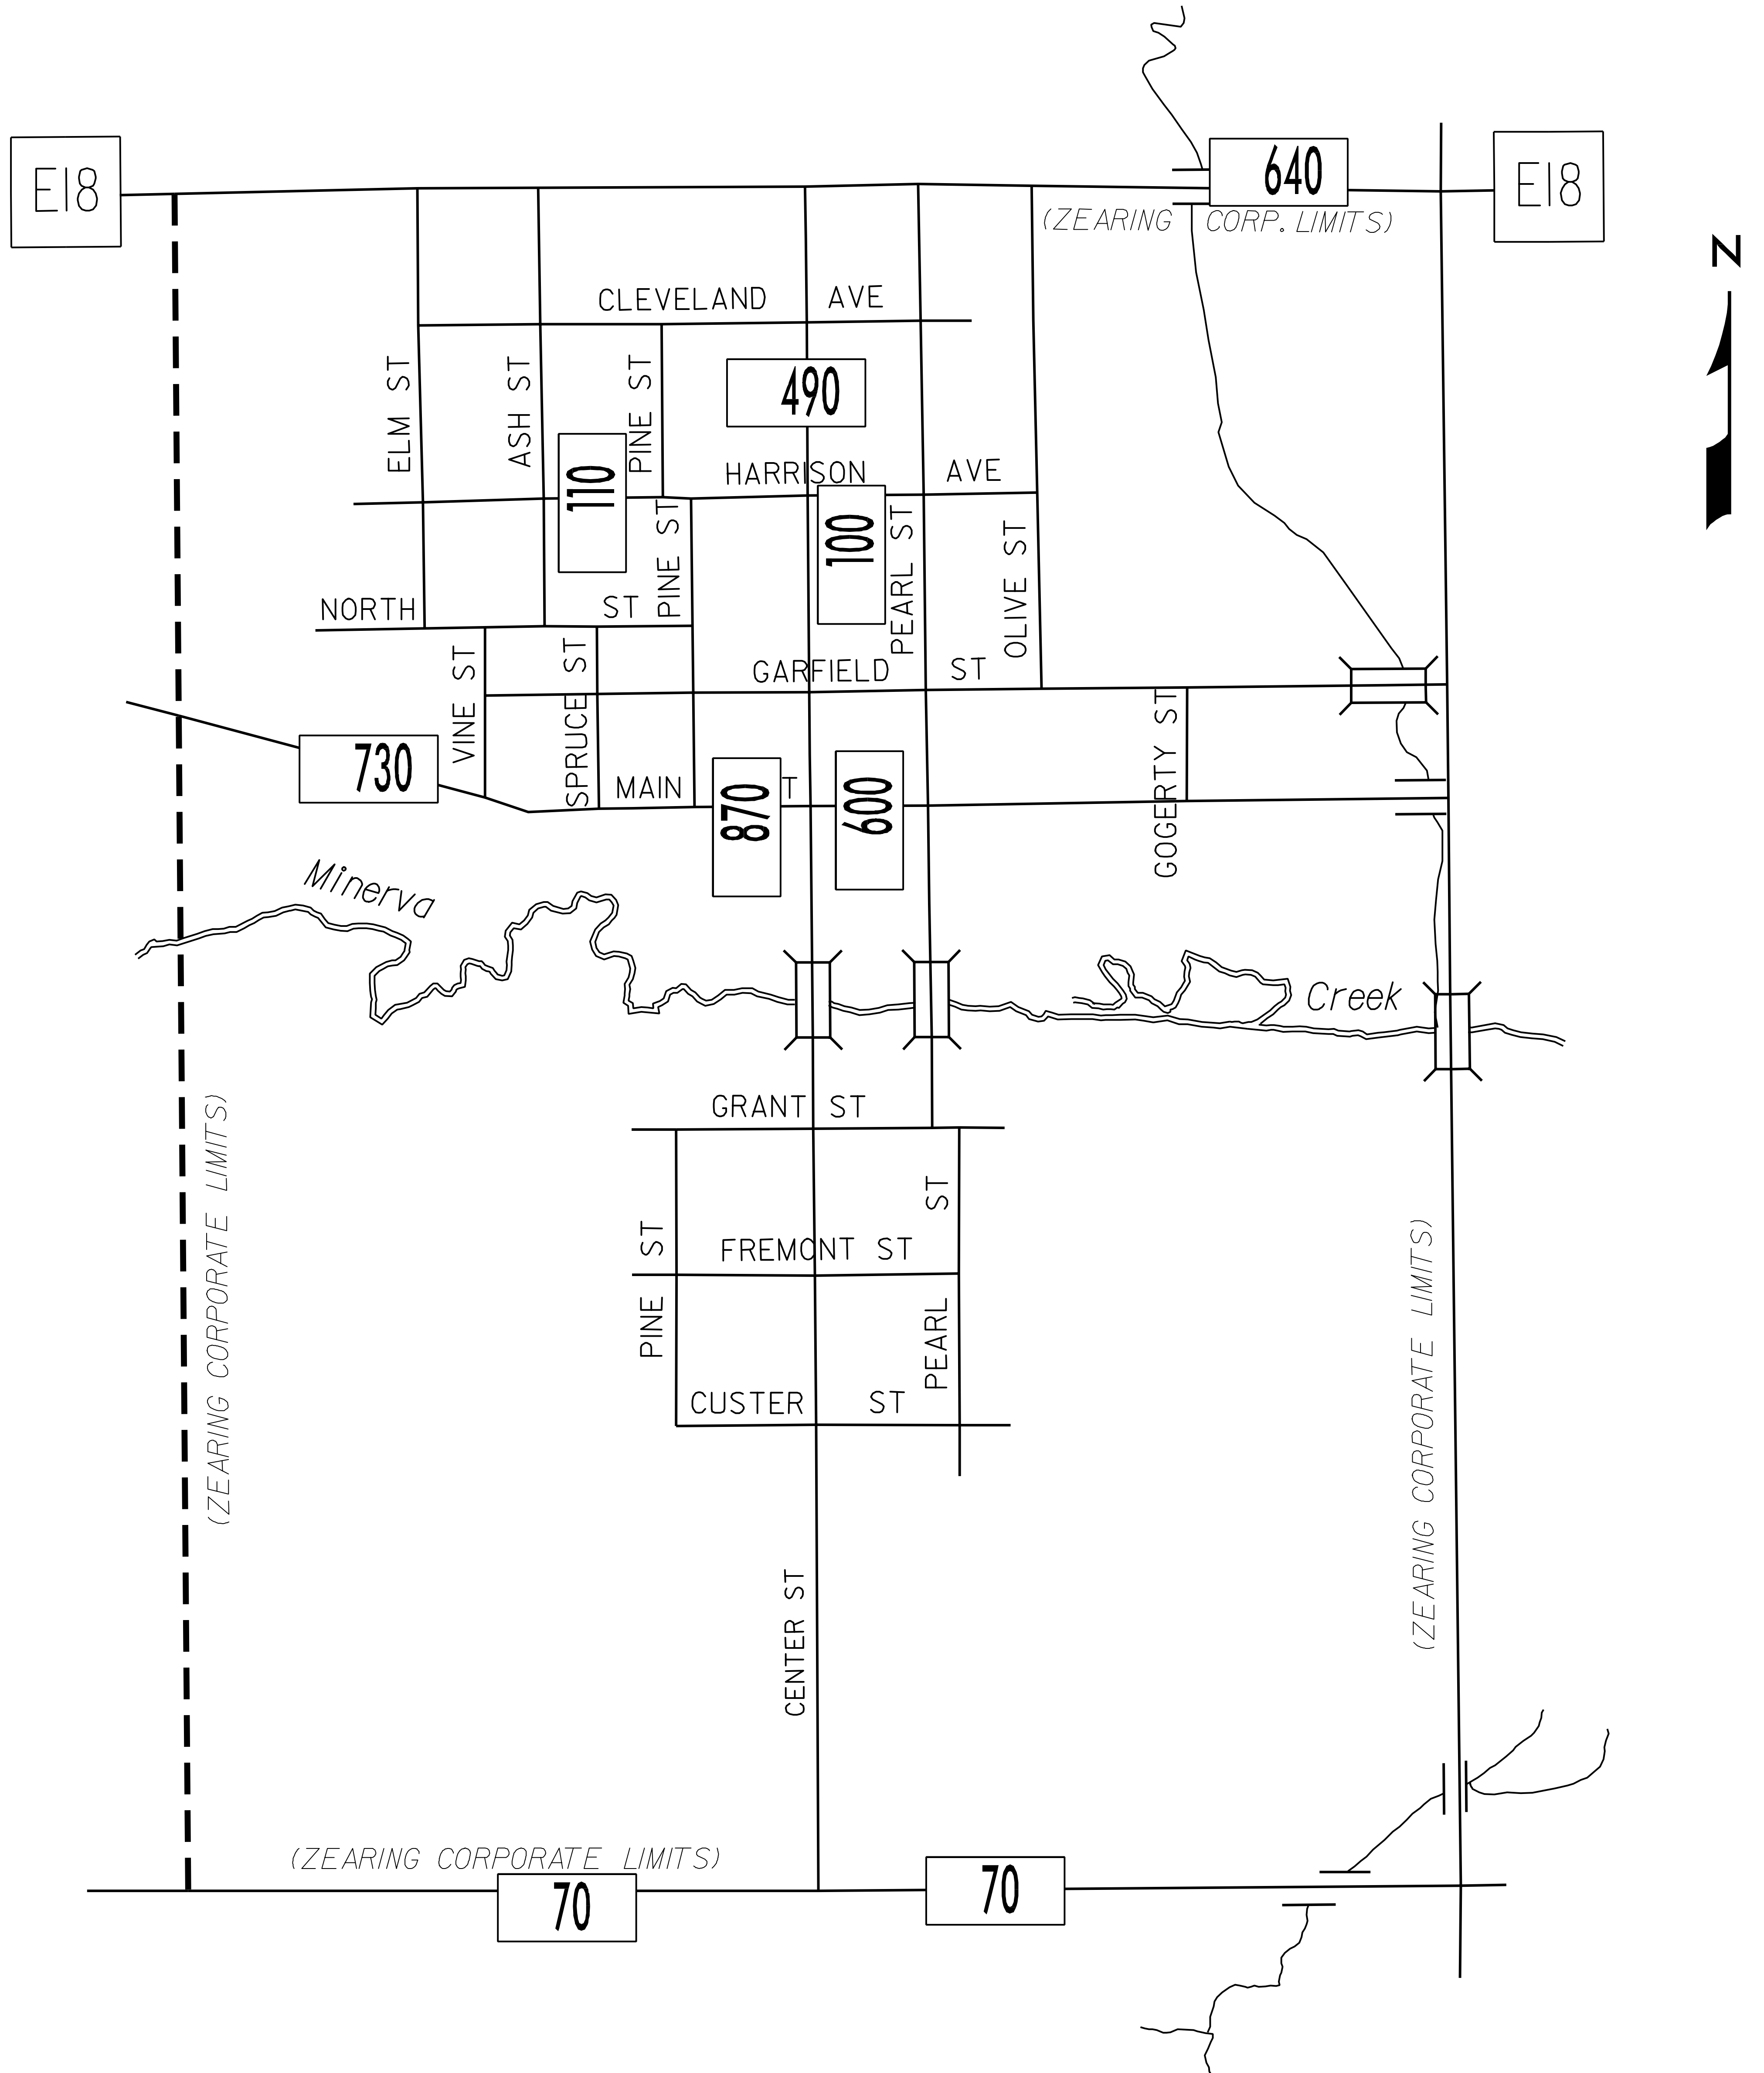 E18
640
E18
(ZEARING CORP. LIMITS)
N
CLEVELAND AVE
ELM ST
ASH ST
PINE ST
490
110
HARRISON AVE
100
PINE ST
PEARL ST
OLIVE ST
NORTH ST
VINE ST
SPRUCE ST
GARFIELD ST
GOGERTY ST
730
MAIN T
870
600
Minerva
Creek
(ZEARING CORPORATE LIMITS)
GRANT ST
PINE ST
PEARL ST
FREMONT ST
(ZEARING CORPORATE LIMITS)
CUSTER ST
CENTER ST
(ZEARING CORPORATE LIMITS)
70
70